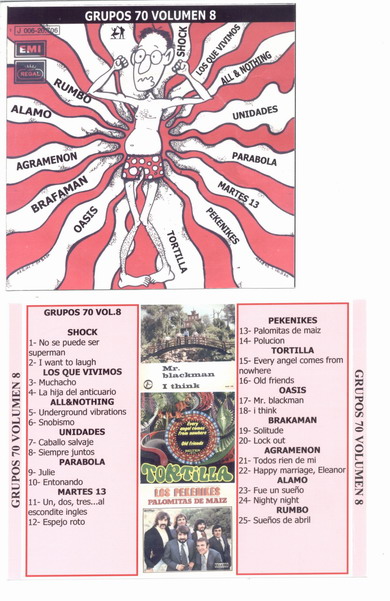 GRUPOS 70 VOLUMEN 8
EMI
REGAL
SHOCK
LOS QUE VIVIMOS
ALL & NOTHING
RUMBO
ALAMO
UNIDADES
AGRAMENON
PARABOLA
BRAFAMAN
MARTES 13
OASIS
PEKENIKES
TORTILLA
GRUPOS 70 VOLUMEN 8
GRUPOS 70 VOL.8
SHOCK
1- No se puede ser
superman
2- I want to laugh
LOS QUE VIVIMOS
3- Muchacho
4- La hija del anticuario
ALL&NOTHING
5- Underground vibrations
6- Snobismo
UNIDADES
7- Caballo salvaje
8- Siempre juntos
PARABOLA
9- Julie
10- Entonando
MARTES 13
11- Un, dos, tres...al
escondite ingles
12- Espejo roto
Mr.
blackman
I think
Every
angel comes
from nowhere
Old friends
TORTILLA
LOS PEKENIKES
PALOMITAS DE MAIZ
PEKENIKES
13- Palomitas de maiz
14- Polucion
TORTILLA
15- Every angel comes from
nowhere
16- Old friends
OASIS
17- Mr. blackman
18- i think
BRAKAMAN
19- Solitude
20- Lock out
AGRAMENON
21- Todos rien de mi
22- Happy marriage, Eleanor
ALAMO
23- Fue un sueño
24- Nighty night
RUMBO
25- Sueños de abril
GRUPOS 70 VOLUMEN 8